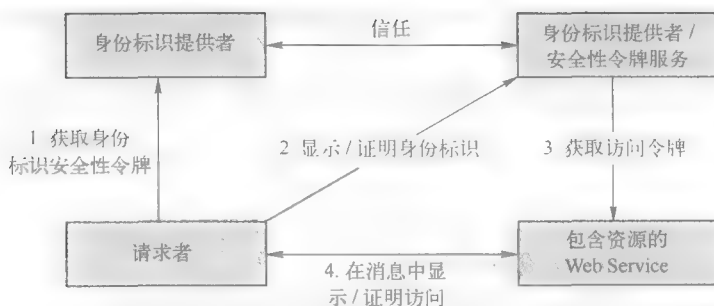 身份标识提供者
信任
身份标识提供者 /
安全性令牌服务
1 获取身份
标识安全性令牌
2 显示 / 证明身份标识
3 获取访问令牌
请求者
4. 在消息中显
示 / 证明访问
包含资源的
Web Service